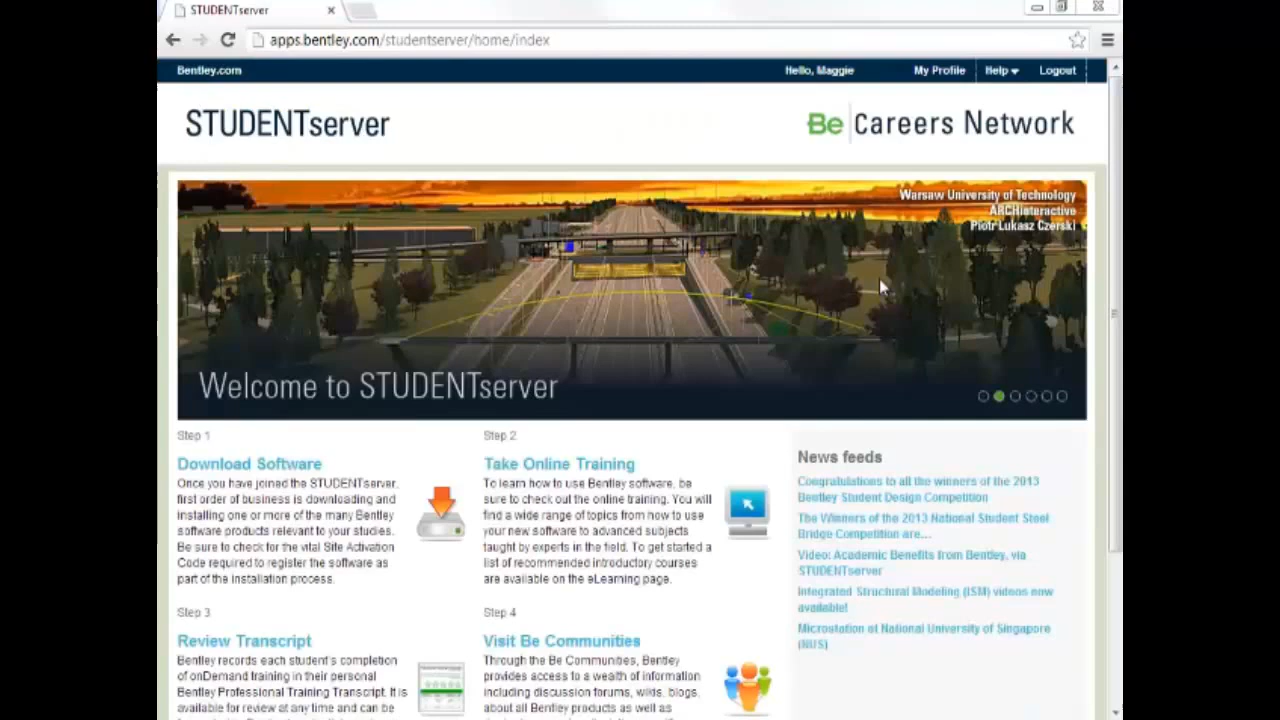 STUDENTserver
apps.bentley.com/studentserver/home/index
Bentley.com
Hello, Maggie
My Profile
Help
Logout
STUDENTserver
Be Careers Network
Warsaw University of Technology
ARCHinteractive
Piotr Lukasz Czerski
Welcome to STUDENTserver
Step 1
Download Software
Once you have joined the STUDENTserver,
first order of business is downloading and
installing one or more of the many Bentley
software products relevant to your studies.
Be sure to check for the vital Site Activation
Code required to register the software as
part of the installation process.
Step 2
Take Online Training
To learn how to use Bentley software, be
sure to check out the online training. You will
find a wide range of topics from how to use
your new software to advanced subjects
taught by experts in the field. To get started a
list of recommended introductory courses
are available on the eLearning page.
News feeds
Congratulations to all the winners of the 2013
Bentley Student Design Competition
The Winners of the 2013 National Student Steel
Bridge Competition are...
Video: Academic Benefits from Bentley, via
STUDENTserver
Integrated Structural Modeling (ISM) videos now
available!
Microstation at National University of Singapore
(NUS)
Step 3
Review Transcript
Bentley records each student's completion
of onDemand training in their personal
Bentley Professional Training Transcript. It is
available for review at any time and can be
Step 4
Visit Be Communities
Through the Be Communities, Bentley
provides access to a wealth of information
including discussion forums, wikis, blogs,
about all Bentley products as well as